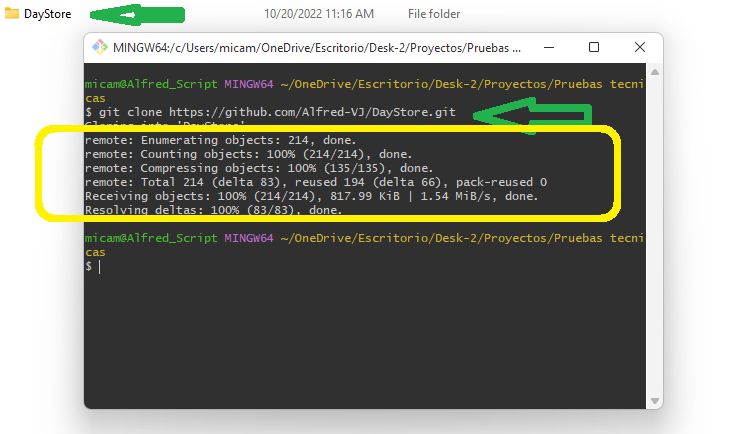 DayStore 10/20/2022 11:16 AM File folder
MINGW64:/c/Users/micam/OneDrive/Escritorio/Desk-2/Proyectos/Pruebas ...
micam@Alfred_Script MINGW64 ~/OneDrive/Escritorio/Desk-2/Proyectos/Pruebas tecni
cas
$ git clone https://github.com/Alfred-VJ/DayStore.git
Cloning into 'DayStore'...
remote: Enumerating objects: 214, done.
remote: Counting objects: 100% (214/214), done.
remote: Compressing objects: 100% (135/135), done.
remote: Total 214 (delta 83), reused 194 (delta 66), pack-reused 0
Receiving objects: 100% (214/214), 817.99 KiB | 1.54 MiB/s, done.
Resolving deltas: 100% (83/83), done.
micam@Alfred_Script MINGW64 ~/OneDrive/Escritorio/Desk-2/Proyectos/Pruebas tecni
cas
$